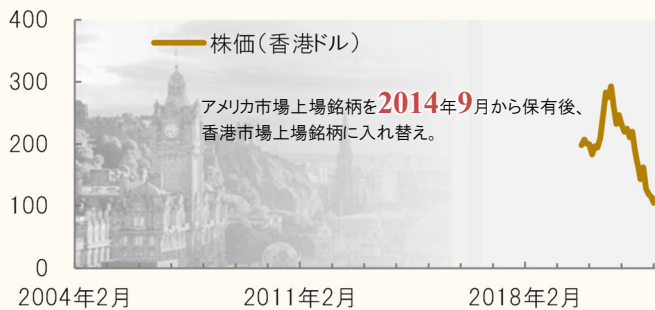 400
株価（香港ドル）
300
アメリカ市場上場銘柄を2014年9月から保有後、
香港市場上場銘柄に入れ替え。
200
100
0
2004年2月 2011年2月 2018年2月